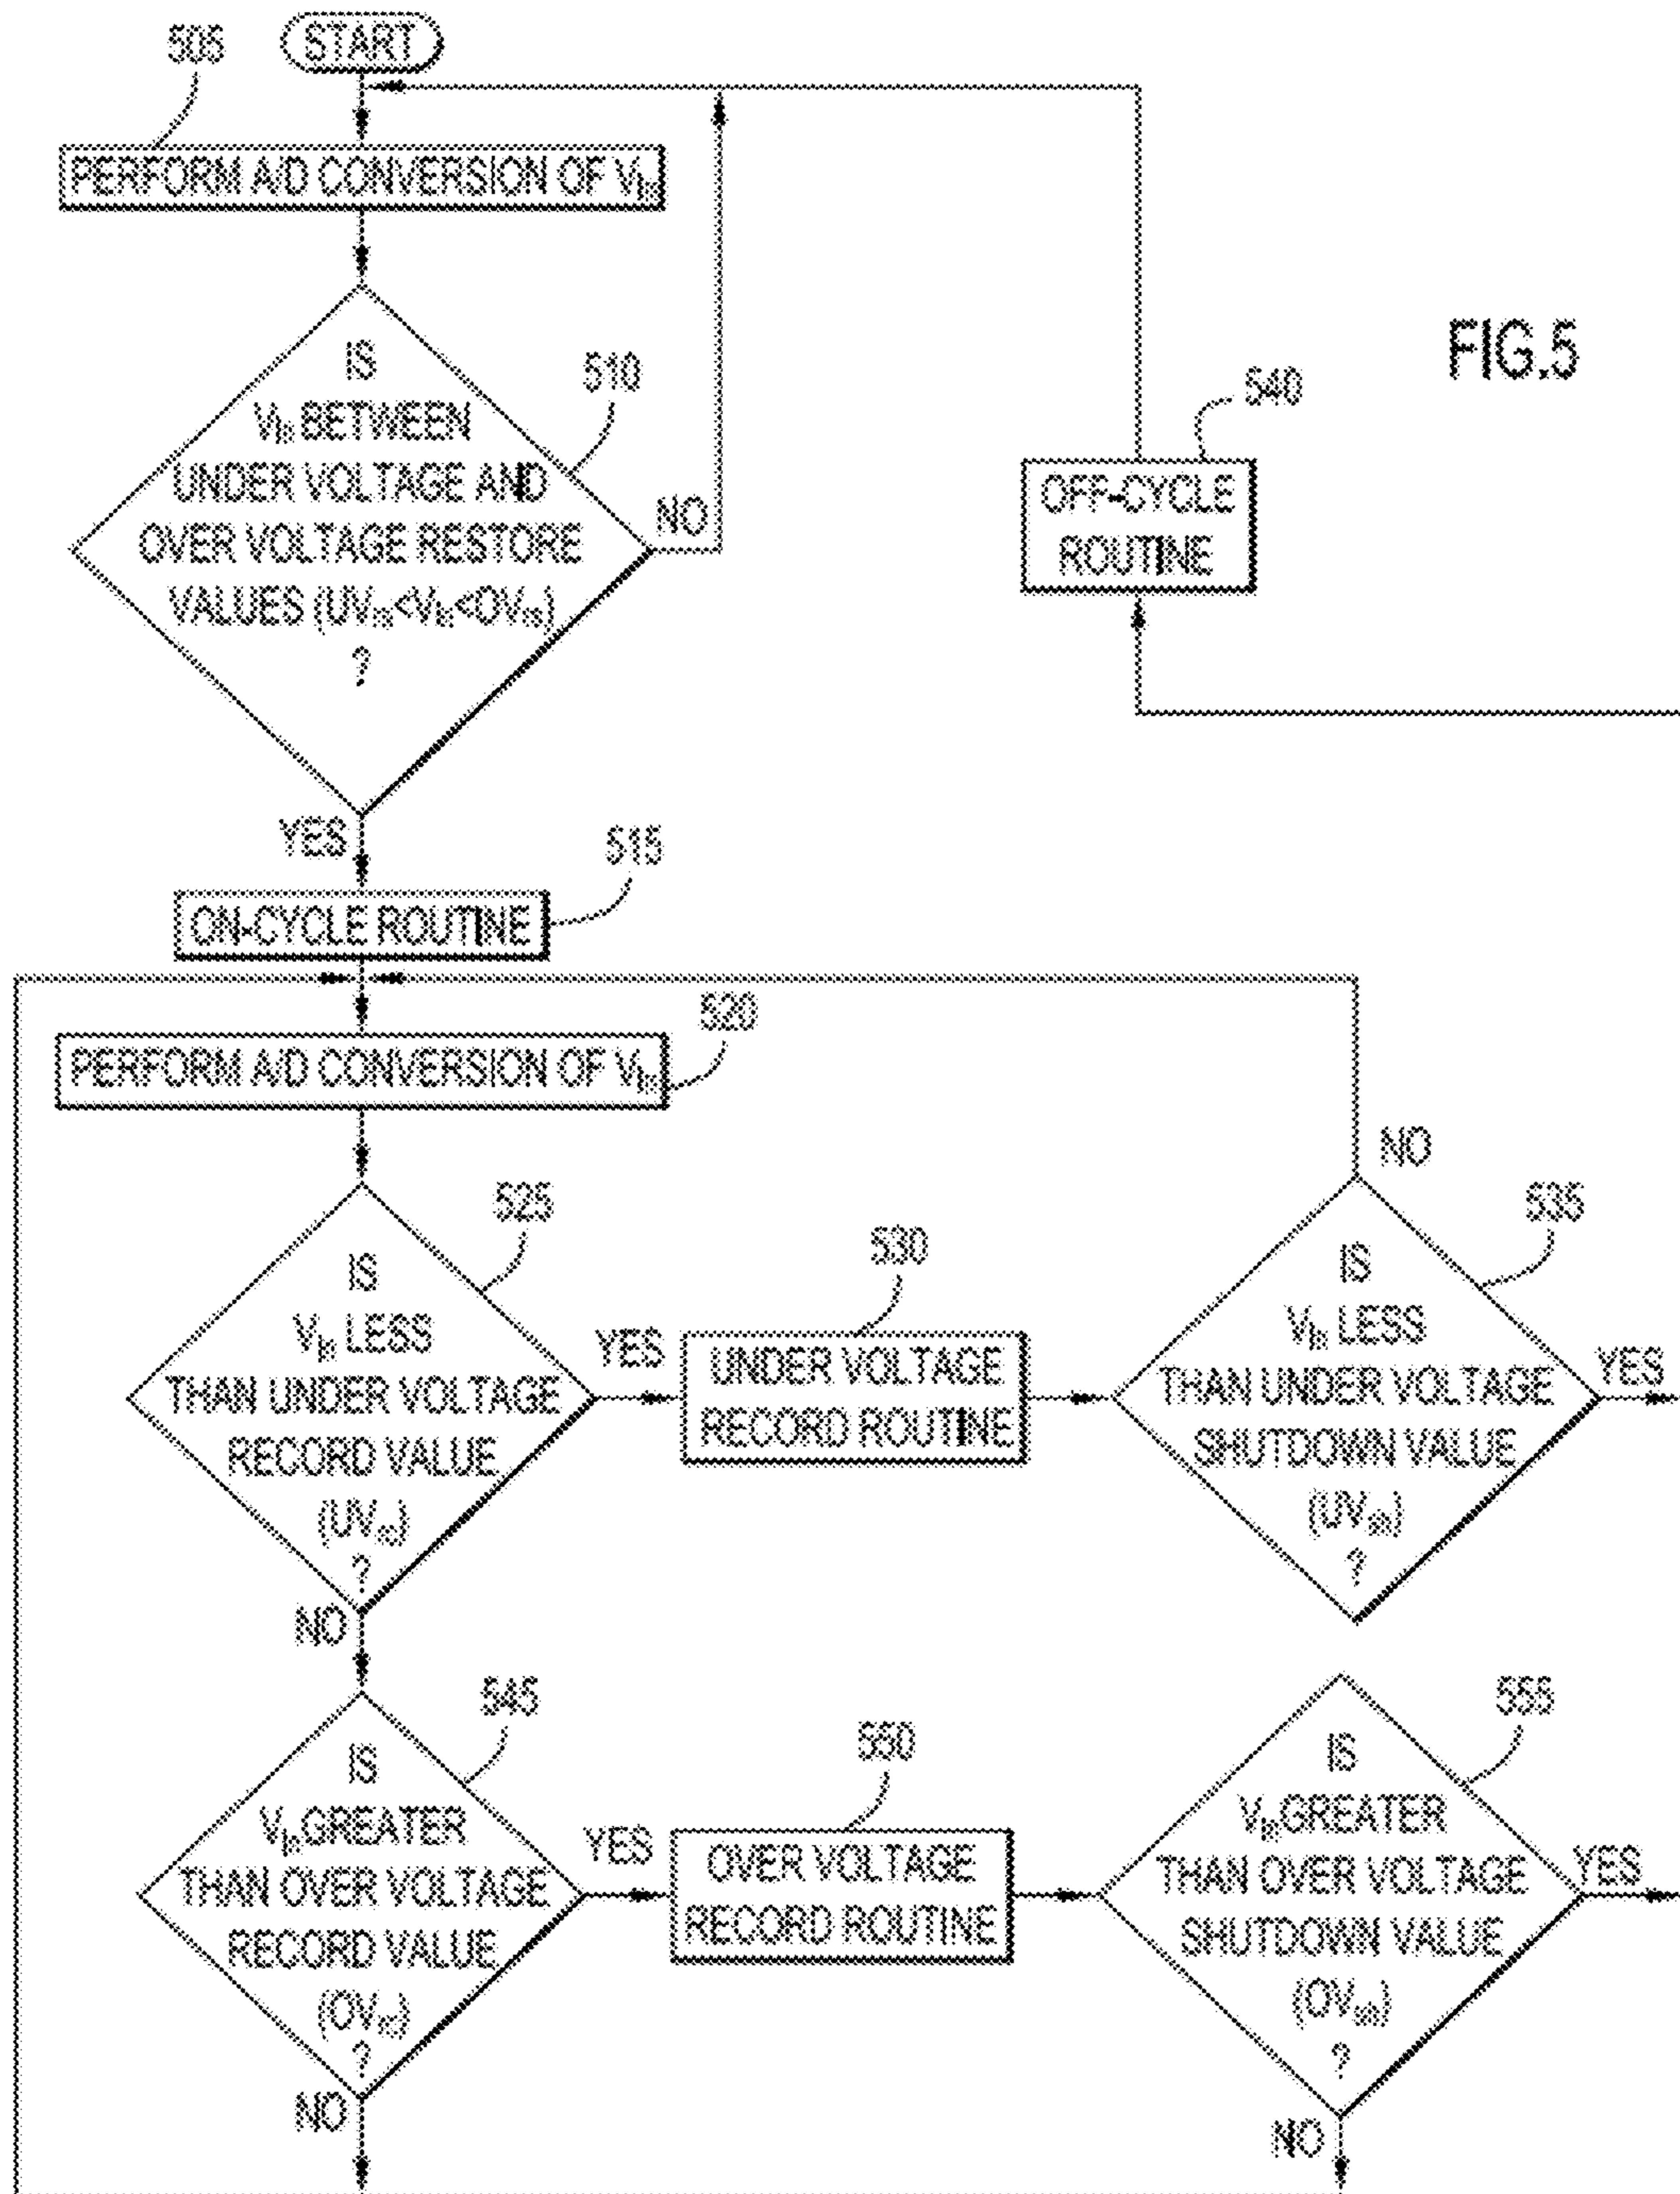 505
START
PERFORM A/D CONVERSION OF Vin
IS
Vin BETWEEN
UNDER VOLTAGE AND
OVER VOLTAGE RESTORE
VALUES (UVrs<Vin<OVrs)
?
510
NO
YES
FIG.5
540
OFF-CYCLE
ROUTINE
515
ON-CYCLE ROUTINE
520
PERFORM A/D CONVERSION OF Vin
525
IS
Vin LESS
THAN UNDER VOLTAGE
RECORD VALUE
(UVrc)
?
YES
NO
530
UNDER VOLTAGE
RECORD ROUTINE
535
NO
IS
Vin LESS
THAN UNDER VOLTAGE
SHUTDOWN VALUE
(UVsh)
?
YES
545
IS
Vin GREATER
THAN OVER VOLTAGE
RECORD VALUE
(OVrc)
?
YES
NO
550
OVER VOLTAGE
RECORD ROUTINE
555
IS
Vin GREATER
THAN OVER VOLTAGE
SHUTDOWN VALUE
(OVsh)
?
YES
NO